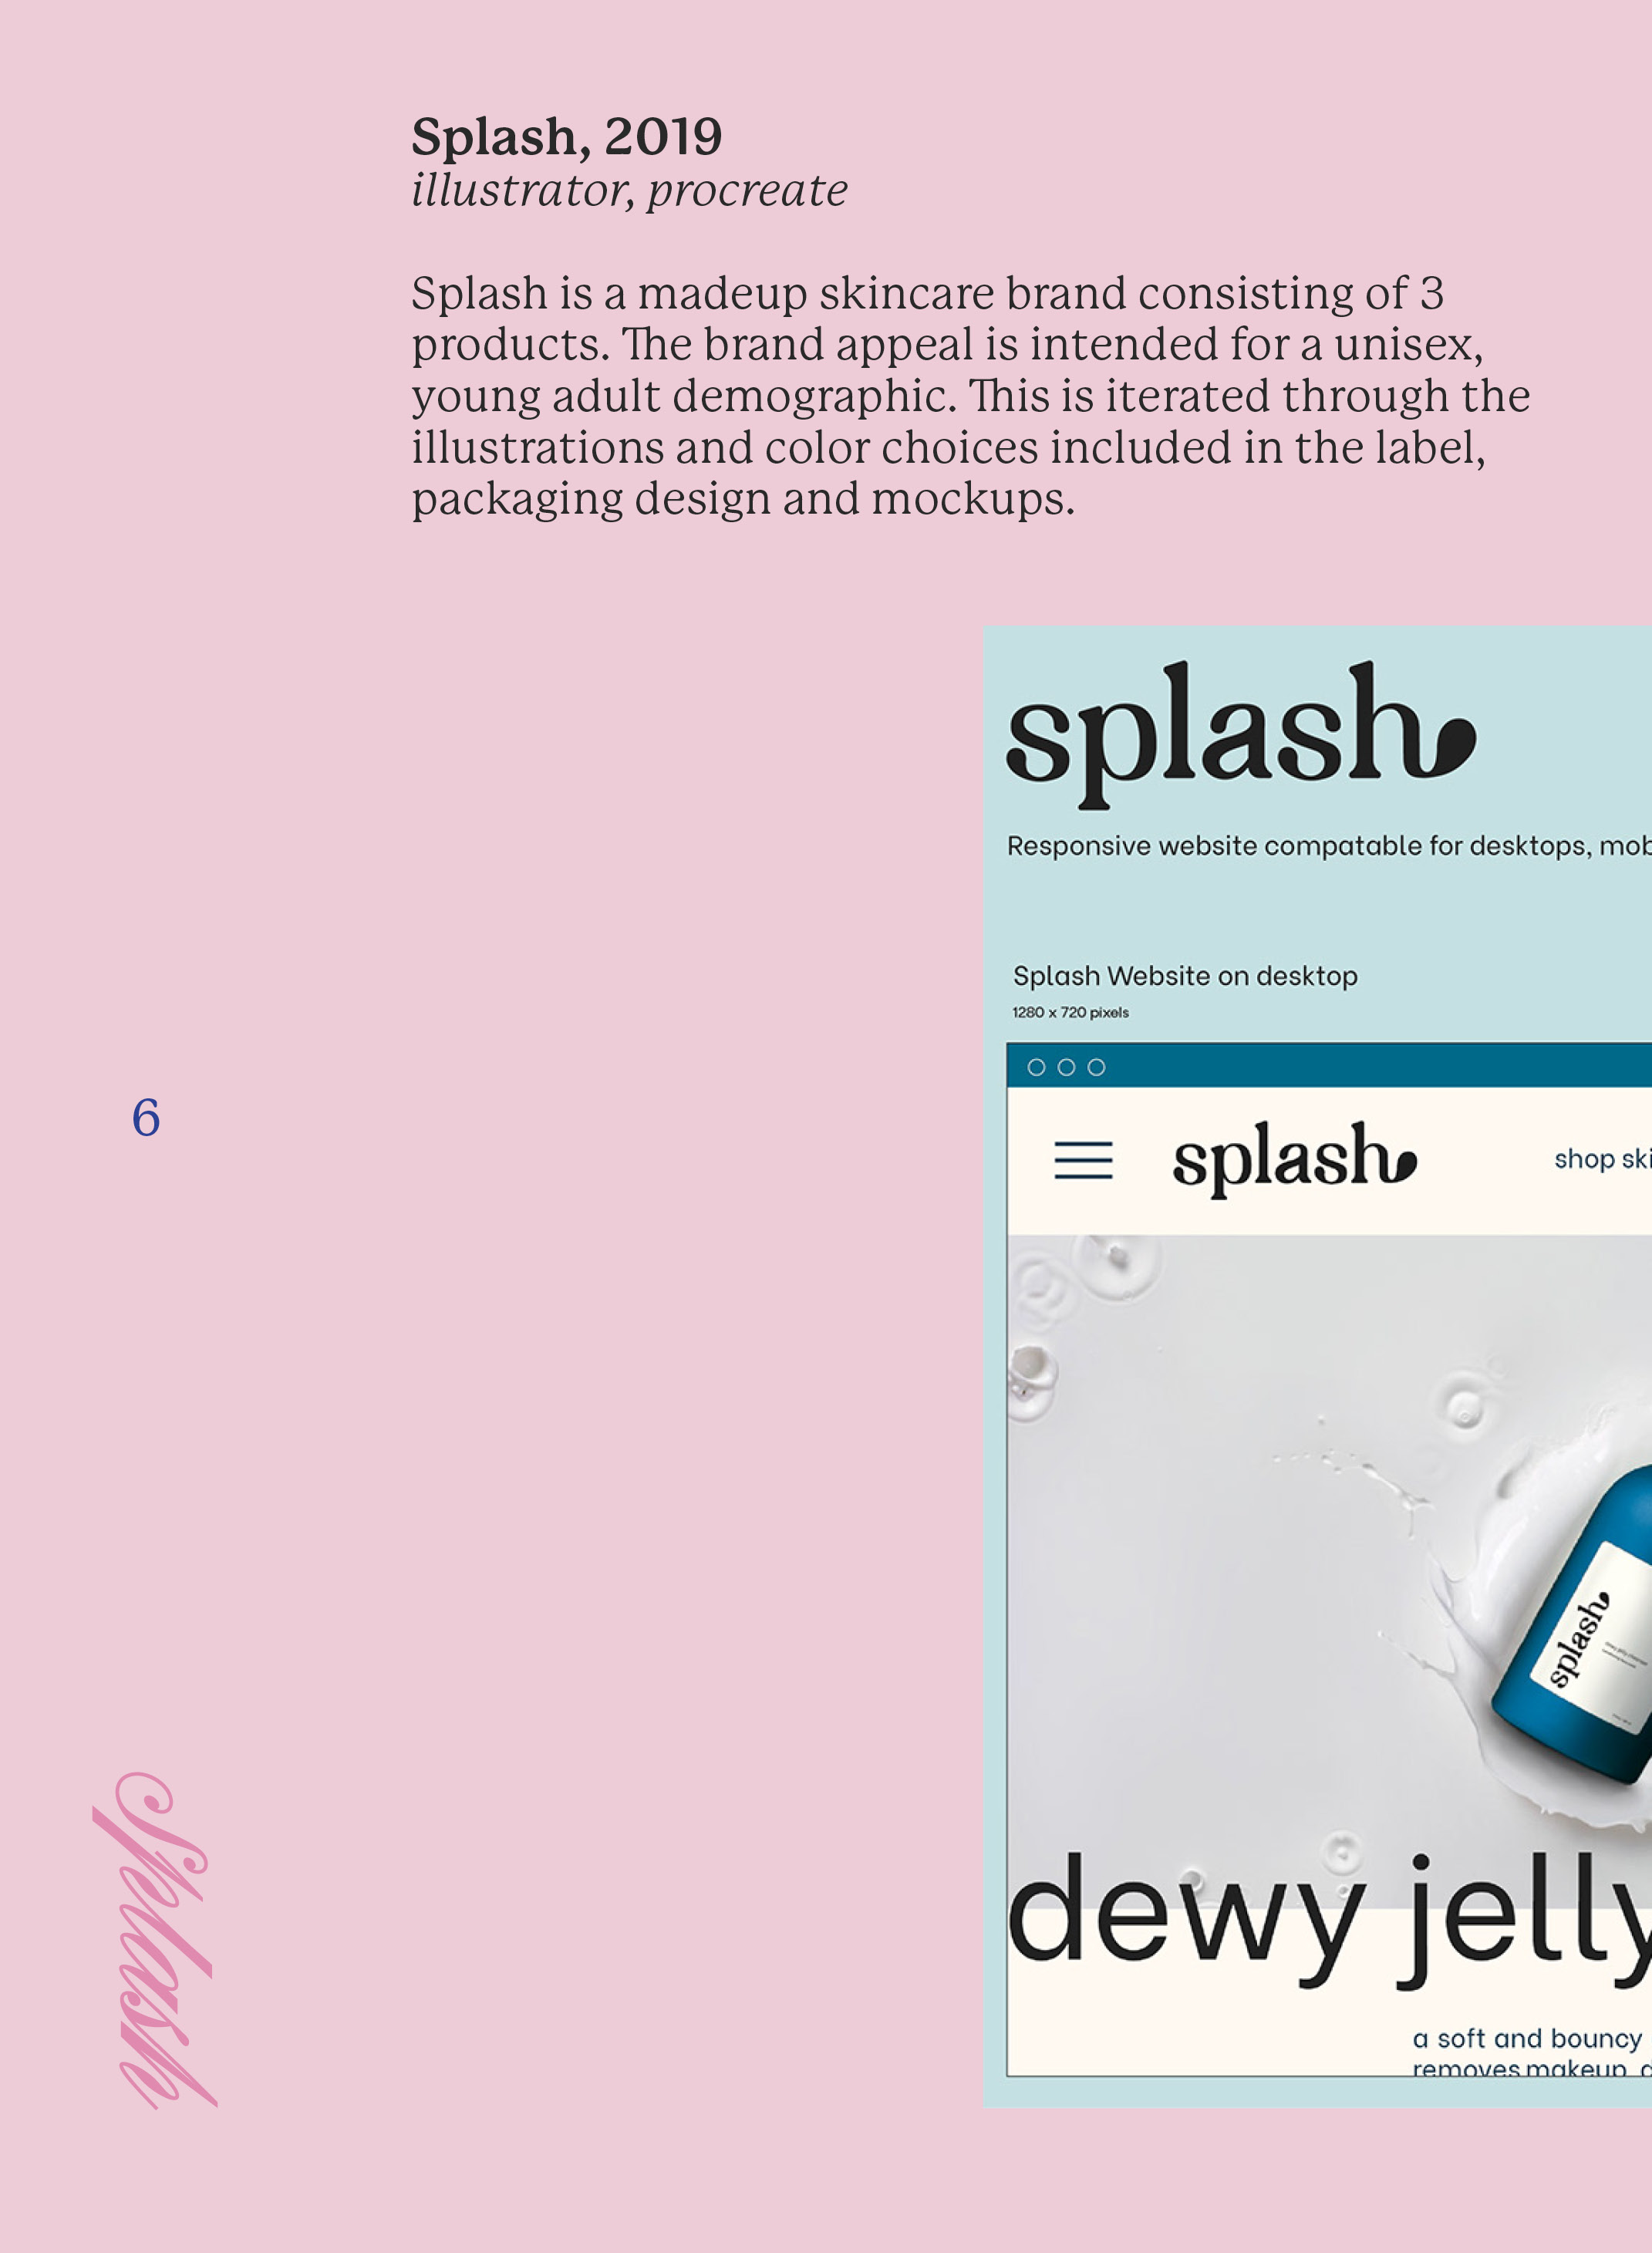 Splash, 2019
illustrator, procreate
Splash is a madeup skincare brand consisting of 3
products. The brand appeal is intended for a unisex,
young adult demographic. This is iterated through the
illustrations and color choices included in the label,
packaging design and mockups.
splash
Responsive website compatable for desktops, mob
Splash Website on desktop
1280 x 720 pixels
6
splash
shop ski
splash
Splash
dewy jelly
a soft and bouncy
removes makeup, d